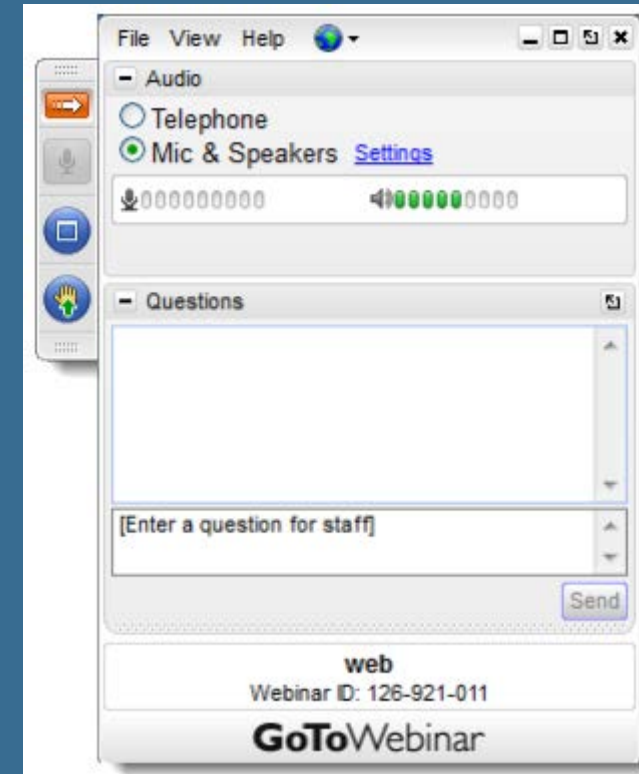 File View Help
Audio
Telephone
Mic & Speakers Settings
Questions
[Enter a question for staff]
Send
web
Webinar ID: 126-921-011
GoToWebinar